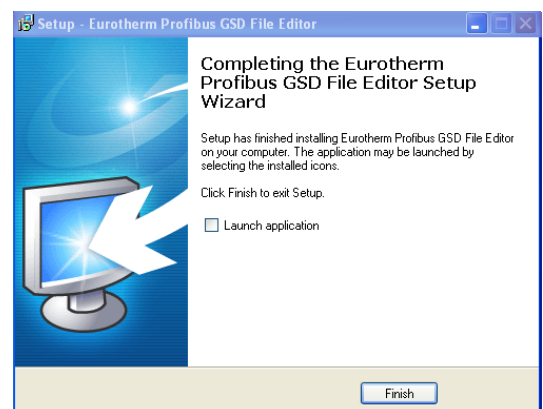 Setup - Eurotherm Profibus GSD File Editor
Completing the Eurotherm
Profibus GSD File Editor Setup
Wizard
Setup has finished installing Eurotherm Profibus GSD File Editor
on your computer. The application may be launched by
selecting the installed icons.
Click Finish to exit Setup.
Launch application
Finish